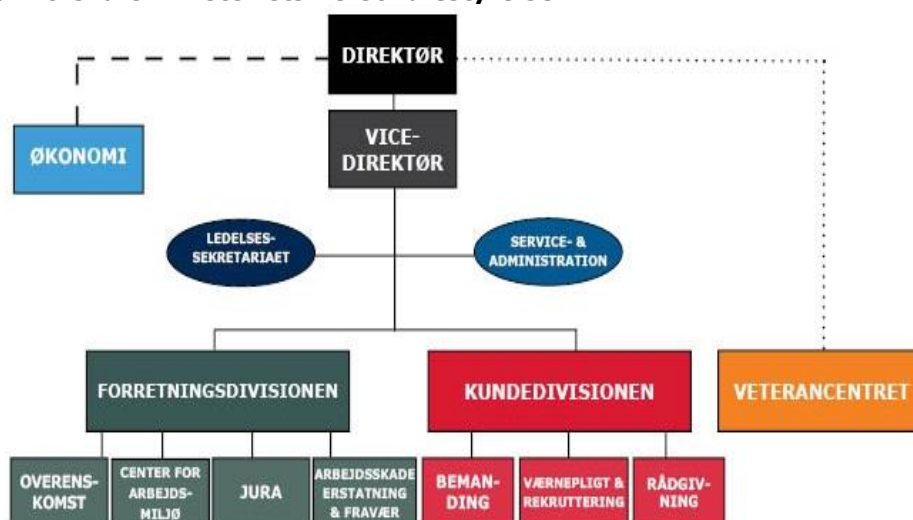 DIREKTØR
ØKONOMI
VICE-
DIREKTØR
LEDELSES-
SEKRETARIAET
SERVICE- &
ADMINISTRATION
FORRETNINGSDIVISIONEN
KUNDEDIVISIONEN
VETERANCENTRET
OVERENS-
KOMST
CENTER FOR
ARBEJDS-
MILJØ
JURA
ARBEJDSSKADE
ERSTATNING
& FRAVÆR
BEMAN-
DING
VÆRNEPLIGT &
REKRUTTERING
RÅDGIV-
NING